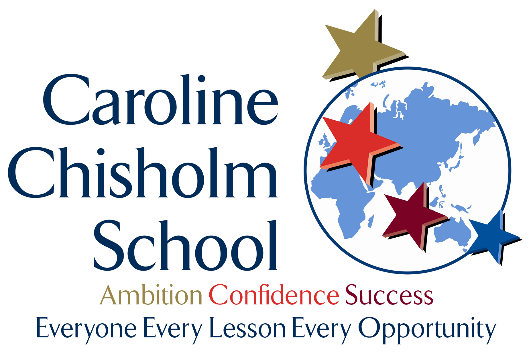 Caroline
Chisholm
School
Ambition Confidence Success
Everyone Every Lesson Every Opportunity